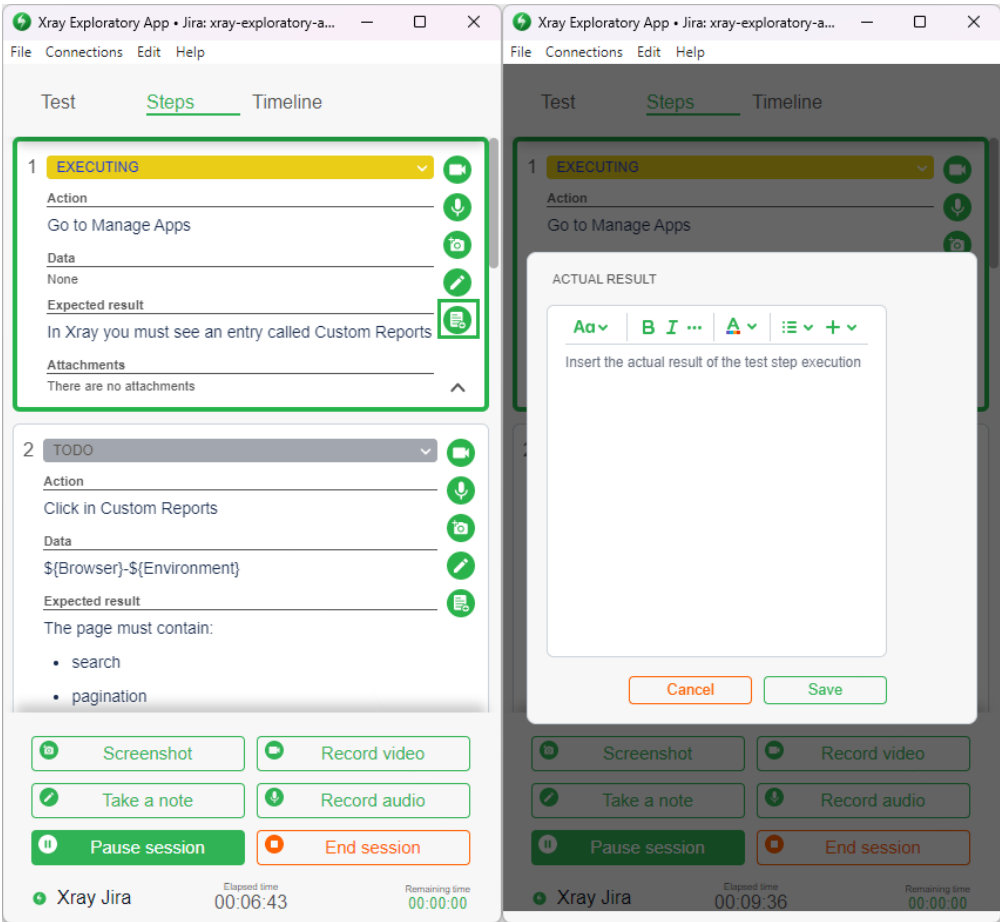 Xray Exploratory App • Jira: xray-exploratory-a...
File Connections Edit Help
Test Steps Timeline
1 EXECUTING
Action
Go to Manage Apps
Data
None
Expected result
In Xray you must see an entry called Custom Reports
Attachments
There are no attachments
2 TODO
Action
Click in Custom Reports
Data
${Browser}-${Environment}
Expected result
The page must contain:
• search
• pagination
Screenshot Record video
Take a note Record audio
Pause session End session
Xray Jira
Elapsed time
00:06:43
Remaining time
00:00:00
Xray Exploratory App • Jira: xray-exploratory-a...
File Connections Edit Help
Test Steps Timeline
1 EXECUTING
Action
Go to Manage Apps
ACTUAL RESULT
Aa B I ... A
Insert the actual result of the test step execution
Cancel Save
Screenshot Record video
Take a note Record audio
Pause session End session
Xray Jira
Elapsed time
00:09:36
Remaining time
00:00:00